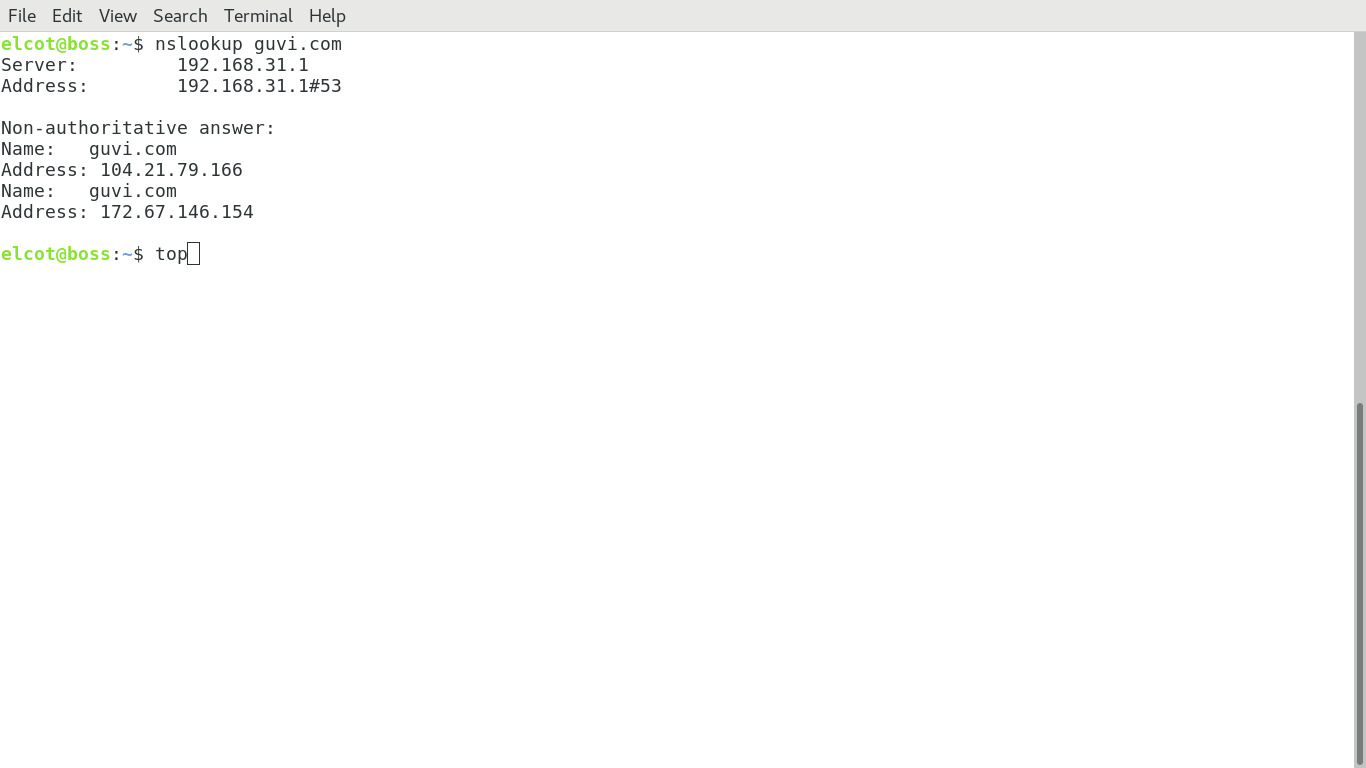 File Edit View Search Terminal Help
elcot@boss:~$ nslookup guvi.com
Server:         192.168.31.1
Address:        192.168.31.1#53

Non-authoritative answer:
Name:   guvi.com
Address: 104.21.79.166
Name:   guvi.com
Address: 172.67.146.154

elcot@boss:~$ top